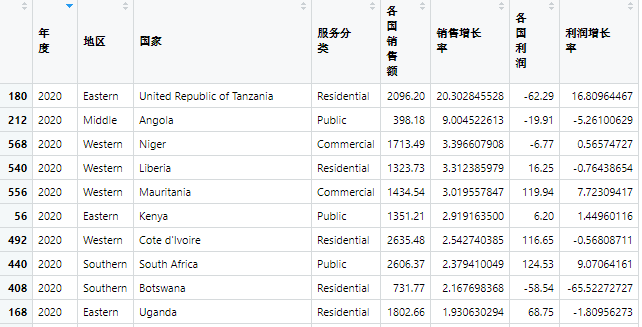 年度 地区 国家 服务分类 各国销售额 销售增长率 各国利润 利润增长率
180 2020 Eastern United Republic of Tanzania Residential 2096.20 20.302845528 -62.29 16.80964467
212 2020 Middle Angola Public 398.18 9.004522613 -19.91 -5.26100629
568 2020 Western Niger Commercial 1713.49 3.396607908 -6.77 0.56574727
540 2020 Western Liberia Residential 1323.73 3.312385979 16.25 -0.76438654
556 2020 Western Mauritania Commercial 1434.54 3.019557847 119.94 7.72309417
56 2020 Eastern Kenya Public 1351.21 2.919163500 6.20 1.44960116
492 2020 Western Cote d'Ivoire Residential 2635.48 2.542740385 116.65 -0.56808711
440 2020 Southern South Africa Public 2606.37 2.379410049 124.53 9.07064161
408 2020 Southern Botswana Residential 731.77 2.167698368 -58.54 -65.52272727
168 2020 Eastern Uganda Residential 1802.66 1.930630294 68.75 -1.80956273